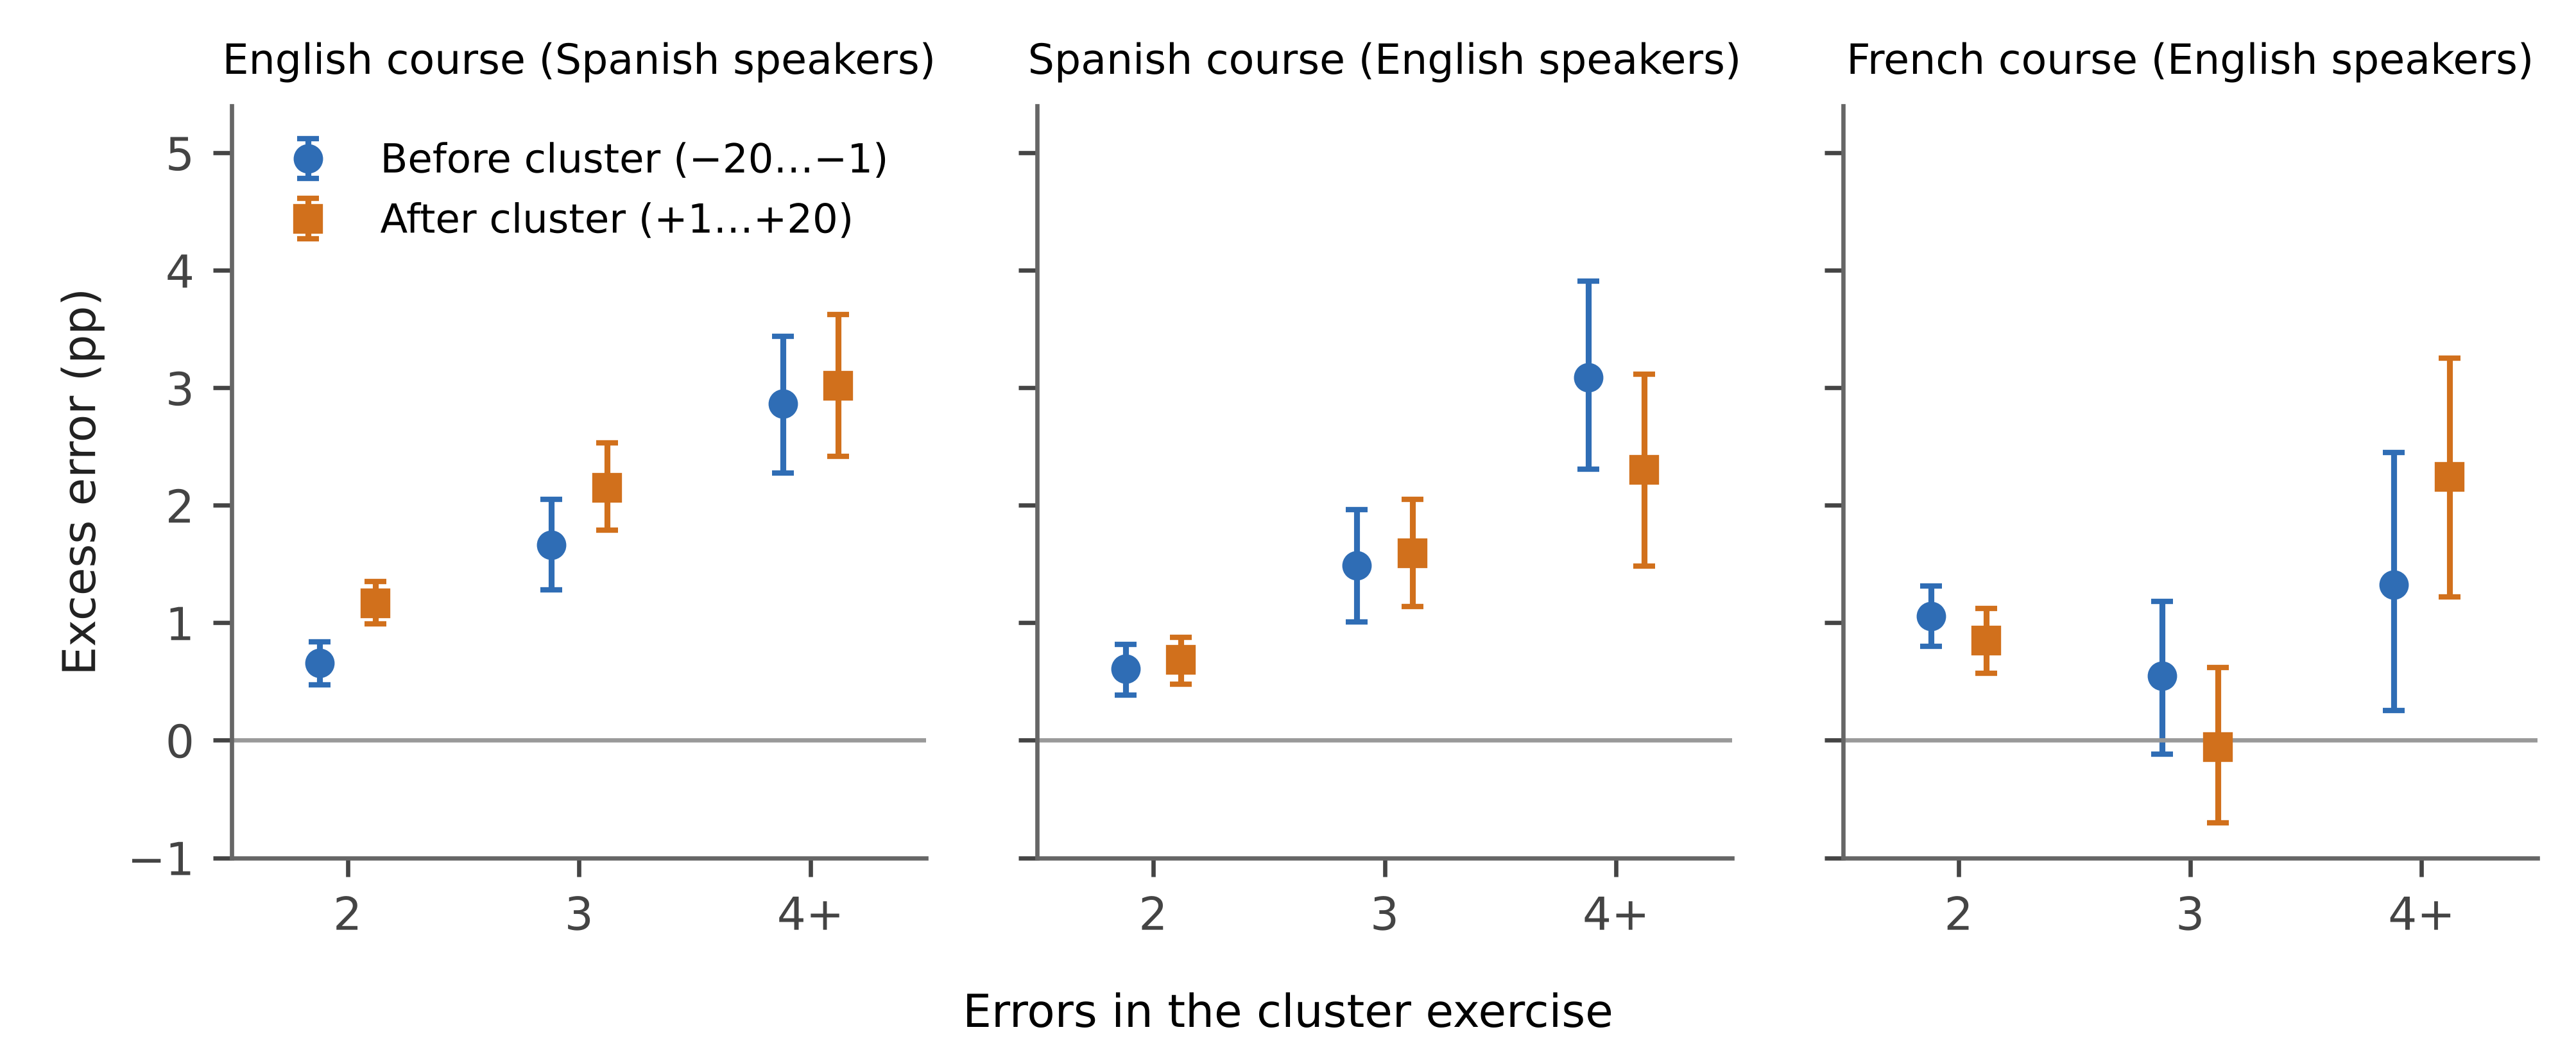 English course (Spanish speakers)
Spanish course (English speakers)
French course (English speakers)
Before cluster (−20…−1)
After cluster (+1…+20)
Excess error (pp)
5
4
3
2
1
0
−1
2 3 4+
2 3 4+
2 3 4+
Errors in the cluster exercise